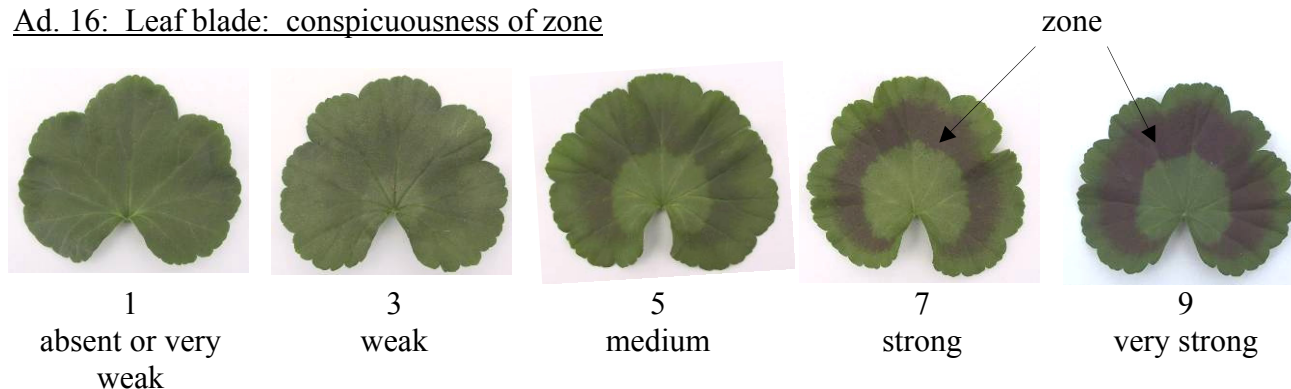 Ad. 16: Leaf blade: conspicuousness of zone
zone
1
absent or very
weak
3
weak
5
medium
7
strong
9
very strong